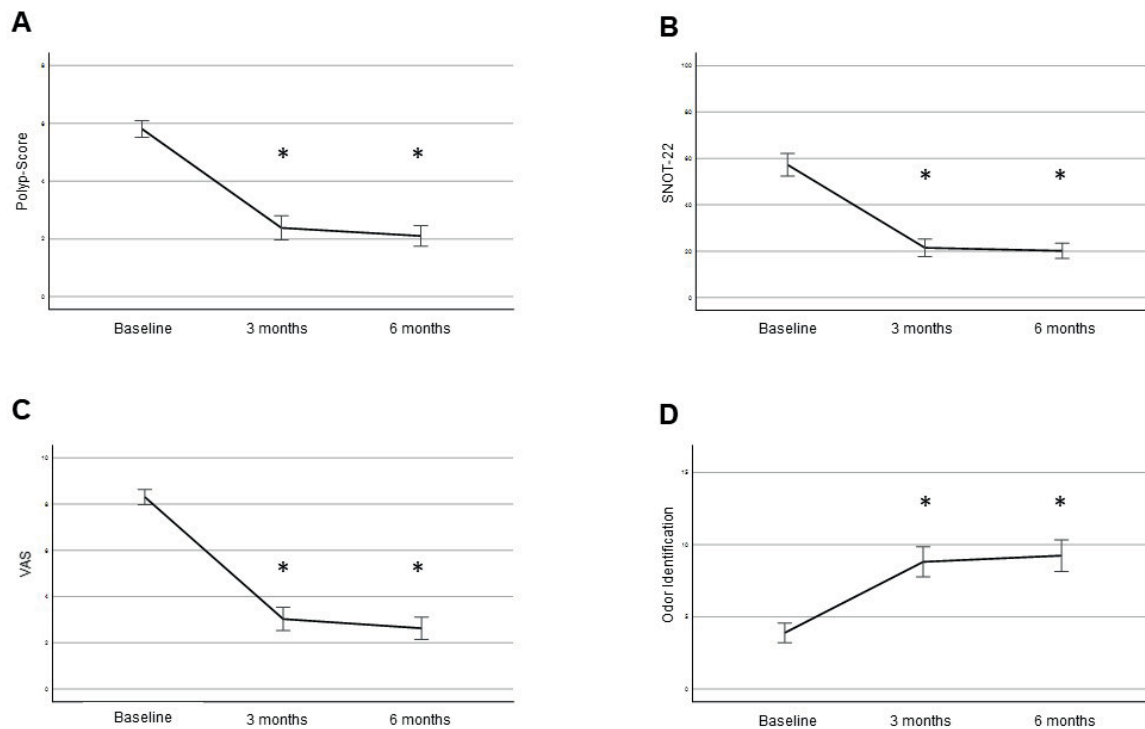 A
Polyp-Score
8
6
4
2
0
*
*
Baseline
3 months
6 months
B
SNOT-22
100
80
60
40
20
0
*
*
Baseline
3 months
6 months
C
VAS
10
8
6
4
2
0
*
*
Baseline
3 months
6 months
D
Odor Identification
15
10
5
0
*
*
Baseline
3 months
6 months